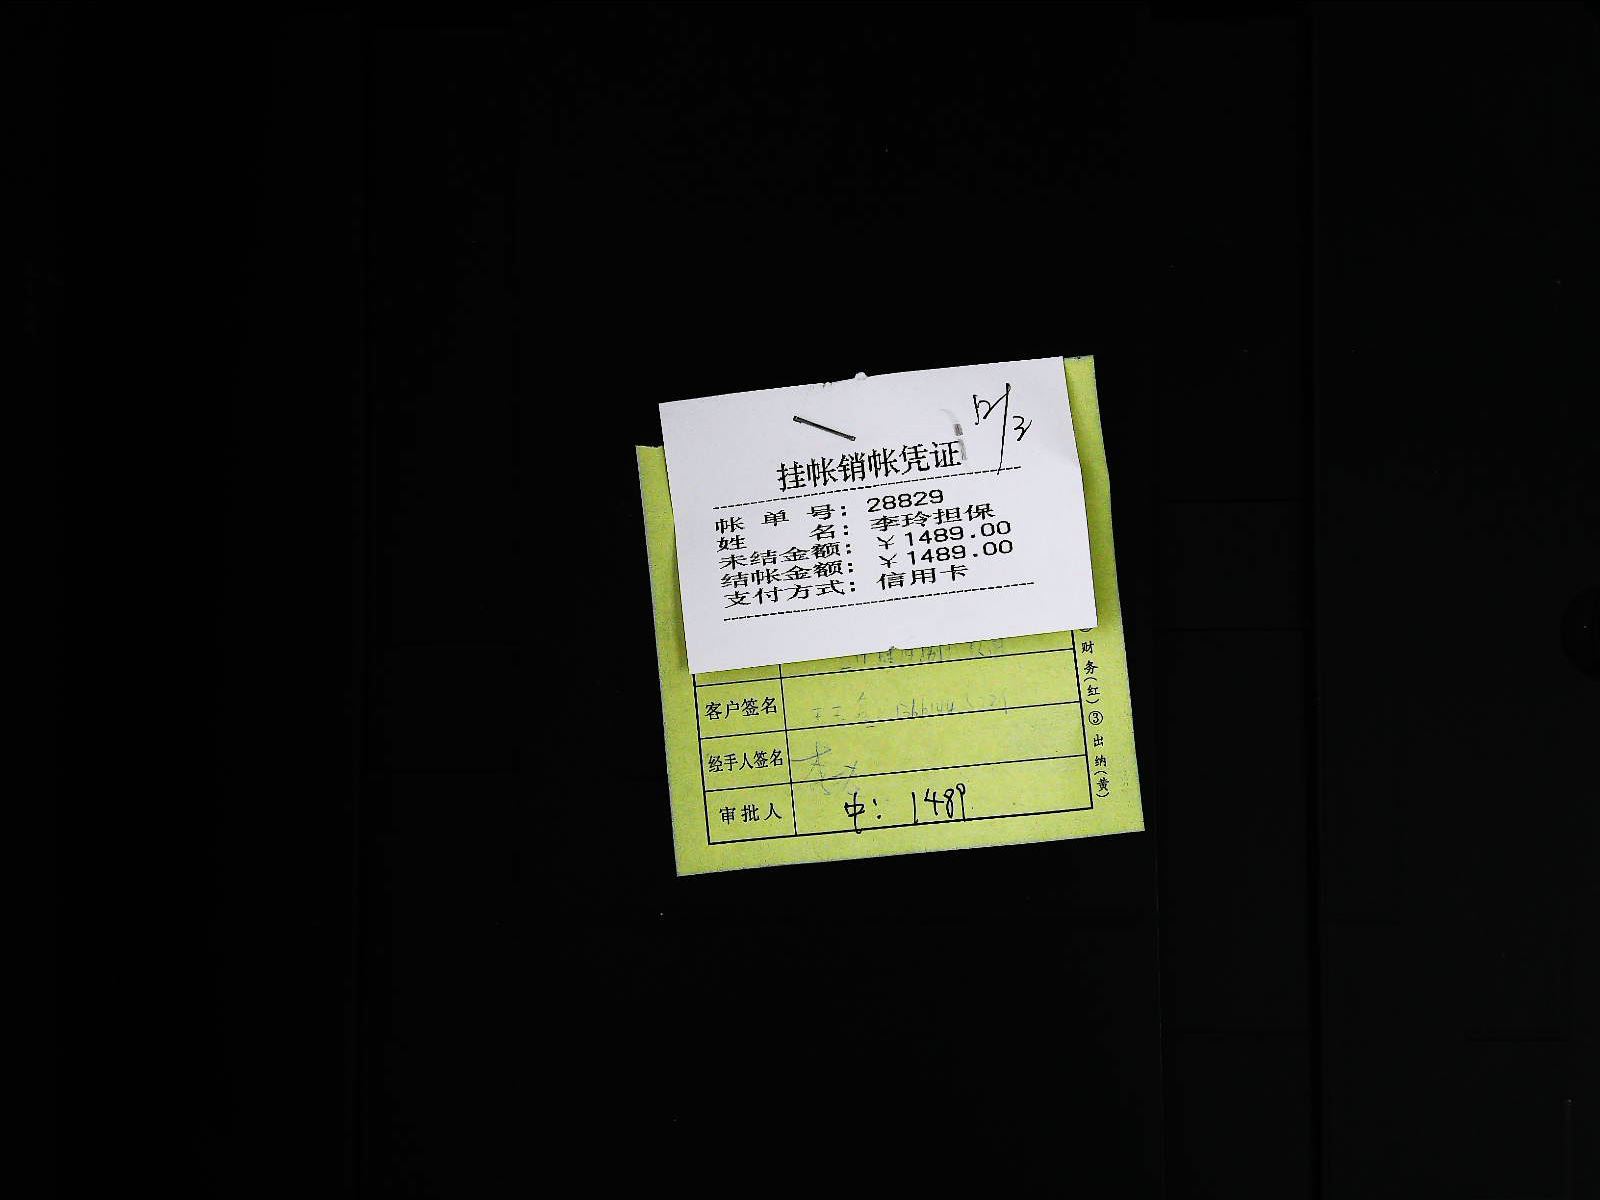 12/3
挂帐销帐凭证
帐单号: 28829
姓名: 李玲担保
未结金额: ¥1489.00
结帐金额: ¥1489.00
支付方式: 信用卡
客户签名
经手人签名
审批人 中: 1489
财务(红) ③出纳(黄)